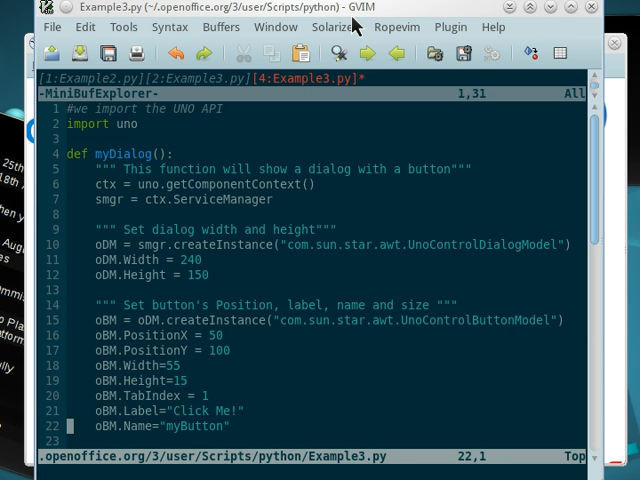 Example3.py (~/.openoffice.org/3/user/Scripts/python) - GVIM
File Edit Tools Syntax Buffers Window Solarize Ropevim Plugin Help
[1:Example2.py][2:Example3.py][4:Example3.py]*
-MiniBufExplorer- 1,31 All
1 #we import the UNO API
2 import uno
3
4 def myDialog():
5 """ This function will show a dialog with a button"""
6 ctx = uno.getComponentContext()
7 smgr = ctx.ServiceManager
8
9 """ Set dialog width and height"""
10 oDM = smgr.createInstance("com.sun.star.awt.UnoControlDialogModel")
11 oDM.Width = 240
12 oDM.Height = 150
13
14 """ Set button's Position, label, name and size """
15 oBM = oDM.createInstance("com.sun.star.awt.UnoControlButtonModel")
16 oBM.PositionX = 50
17 oBM.PositionY = 100
18 oBM.Width=55
19 oBM.Height=15
20 oBM.TabIndex = 1
21 oBM.Label="Click Me!"
22 oBM.Name="myButton"
23
.openoffice.org/3/user/Scripts/python/Example3.py 22,1 Top
25th
18th